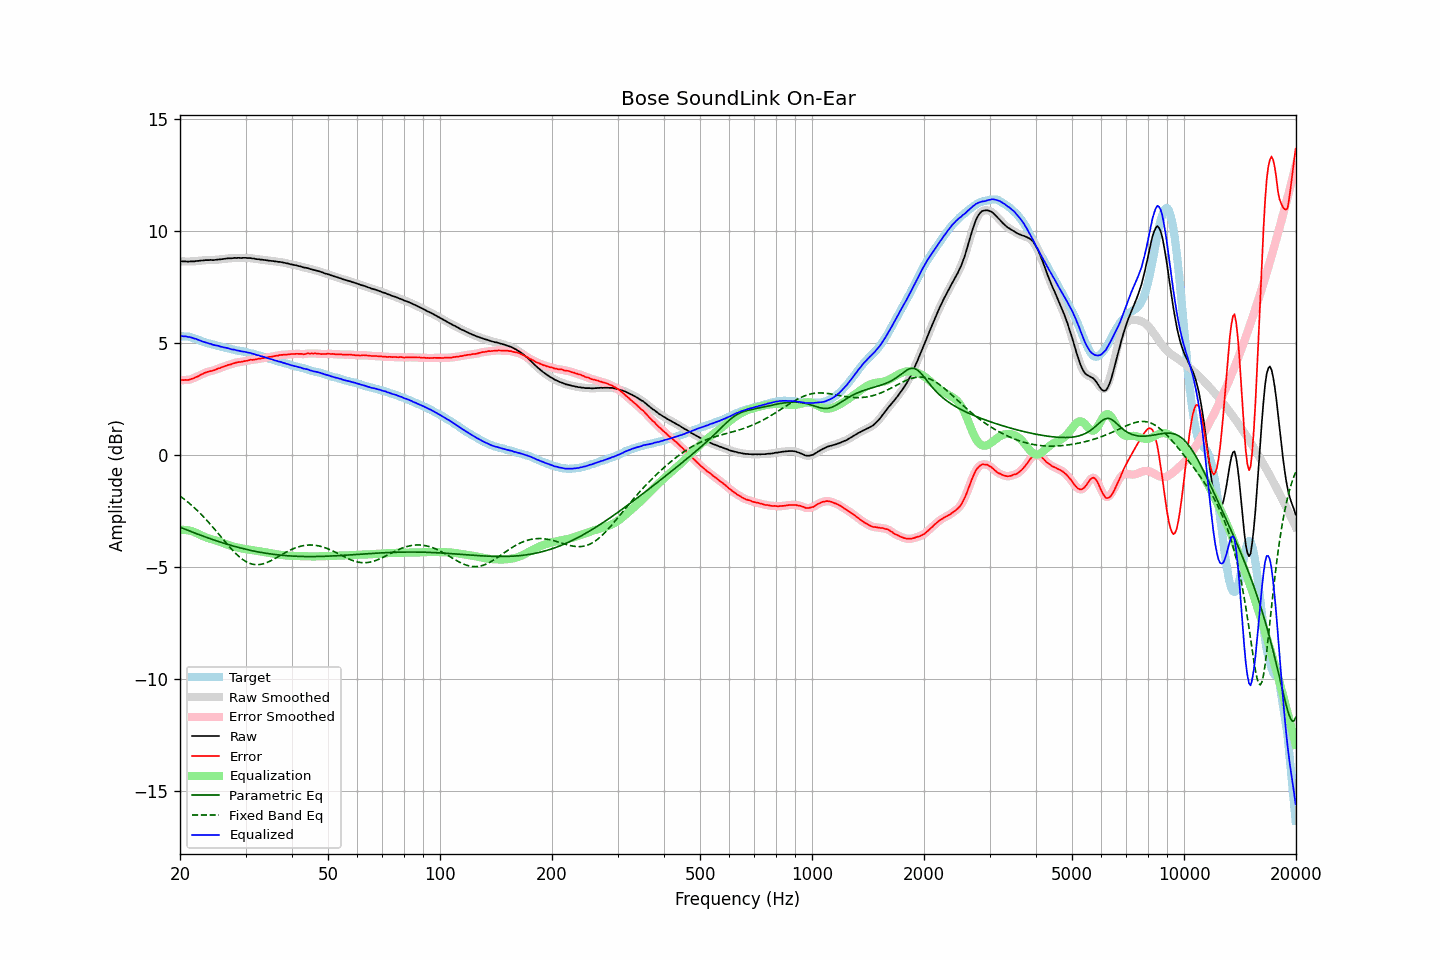 Bose SoundLink On-Ear
Amplitude (dBr)
15
10
5
0
−5
−10
−15
Target
Raw Smoothed
Error Smoothed
Raw
Error
Equalization
Parametric Eq
Fixed Band Eq
Equalized
20 50 100 200 500 1000 2000 5000 10000 20000
Frequency (Hz)